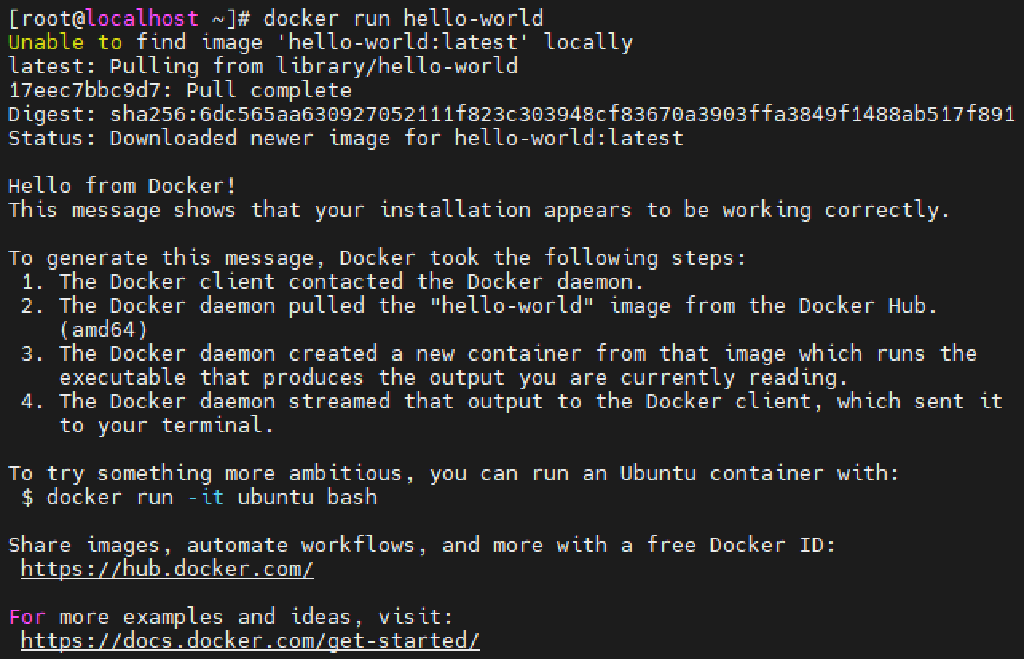 [root@localhost ~]# docker run hello-world
Unable to find image 'hello-world:latest' locally
latest: Pulling from library/hello-world
17eec7bbc9d7: Pull complete
Digest: sha256:6dc565aa630927052111f823c303948cf83670a3903ffa3849f1488ab517f891
Status: Downloaded newer image for hello-world:latest

Hello from Docker!
This message shows that your installation appears to be working correctly.

To generate this message, Docker took the following steps:
 1. The Docker client contacted the Docker daemon.
 2. The Docker daemon pulled the "hello-world" image from the Docker Hub.
    (amd64)
 3. The Docker daemon created a new container from that image which runs the
    executable that produces the output you are currently reading.
 4. The Docker daemon streamed that output to the Docker client, which sent it
    to your terminal.

To try something more ambitious, you can run an Ubuntu container with:
 $ docker run -it ubuntu bash

Share images, automate workflows, and more with a free Docker ID:
 https://hub.docker.com/

For more examples and ideas, visit:
 https://docs.docker.com/get-started/